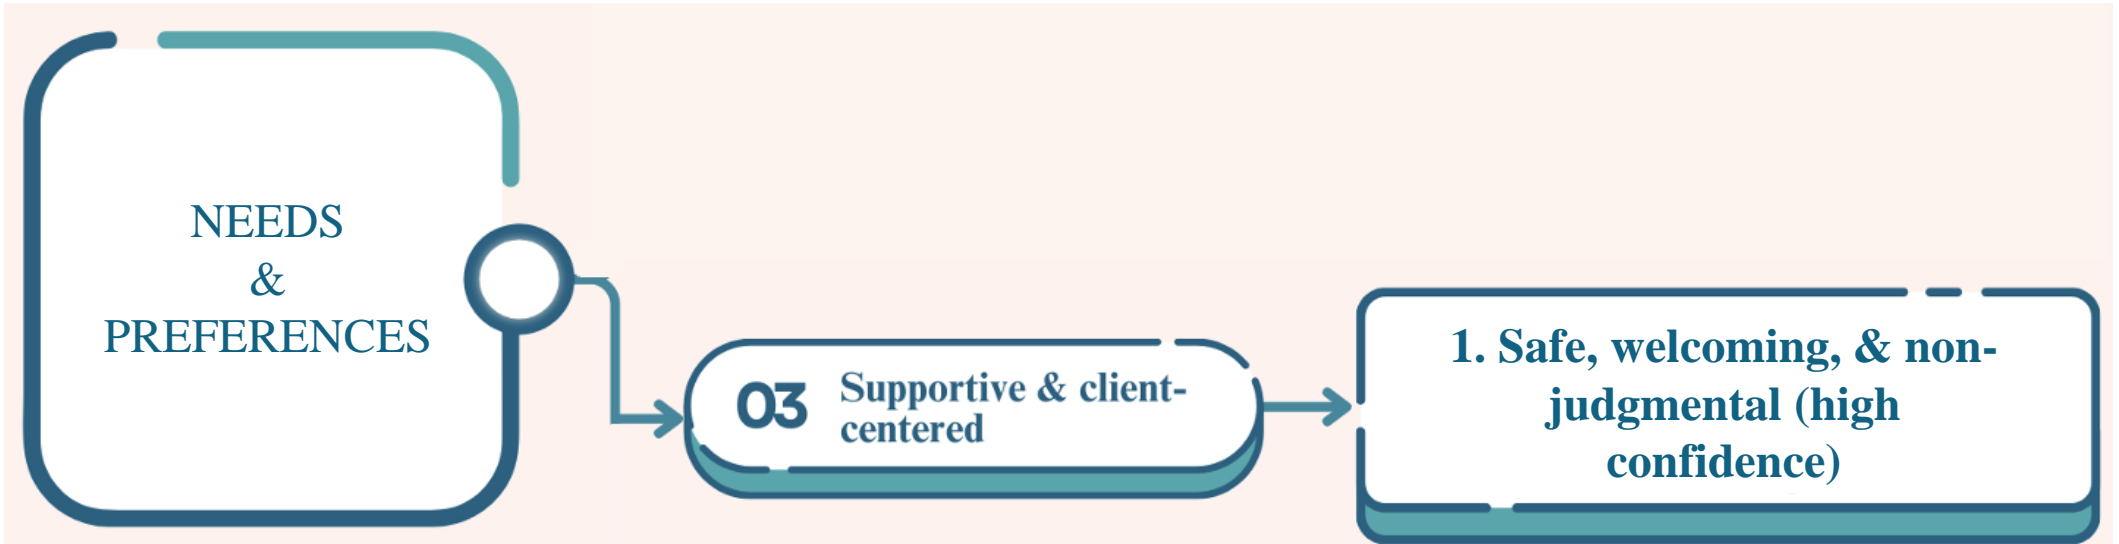 NEEDS
&
PREFERENCES
03 Supportive & client-
centered
1. Safe, welcoming, & non-
judgmental (high
confidence)